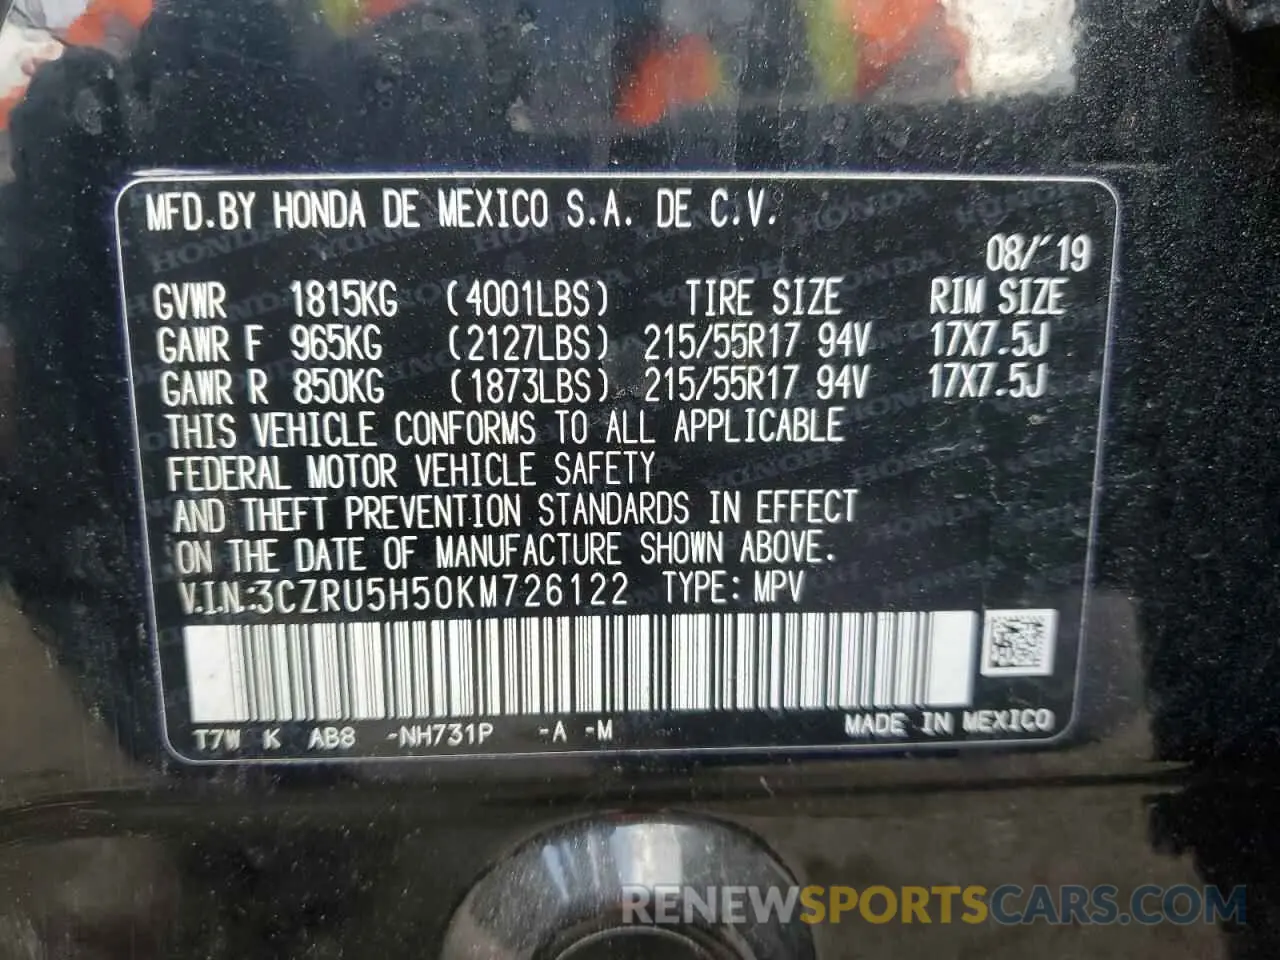 MFD.BY HONDA DE MEXICO S.A. DE C.V.
08/'19
GVWR 1815KG (4001LBS) TIRE SIZE RIM SIZE
GAWR F 965KG (2127LBS) 215/55R17 94V 17X7.5J
GAWR R 850KG (1873LBS) 215/55R17 94V 17X7.5J
THIS VEHICLE CONFORMS TO ALL APPLICABLE
FEDERAL MOTOR VEHICLE SAFETY
AND THEFT PREVENTION STANDARDS IN EFFECT
ON THE DATE OF MANUFACTURE SHOWN ABOVE.
V.I.N.:3CZRU5H50KM726122 TYPE: MPV
T7W K AB8 -NH731P -A -M MADE IN MEXICO
RENEWSPORTSCARS.COM